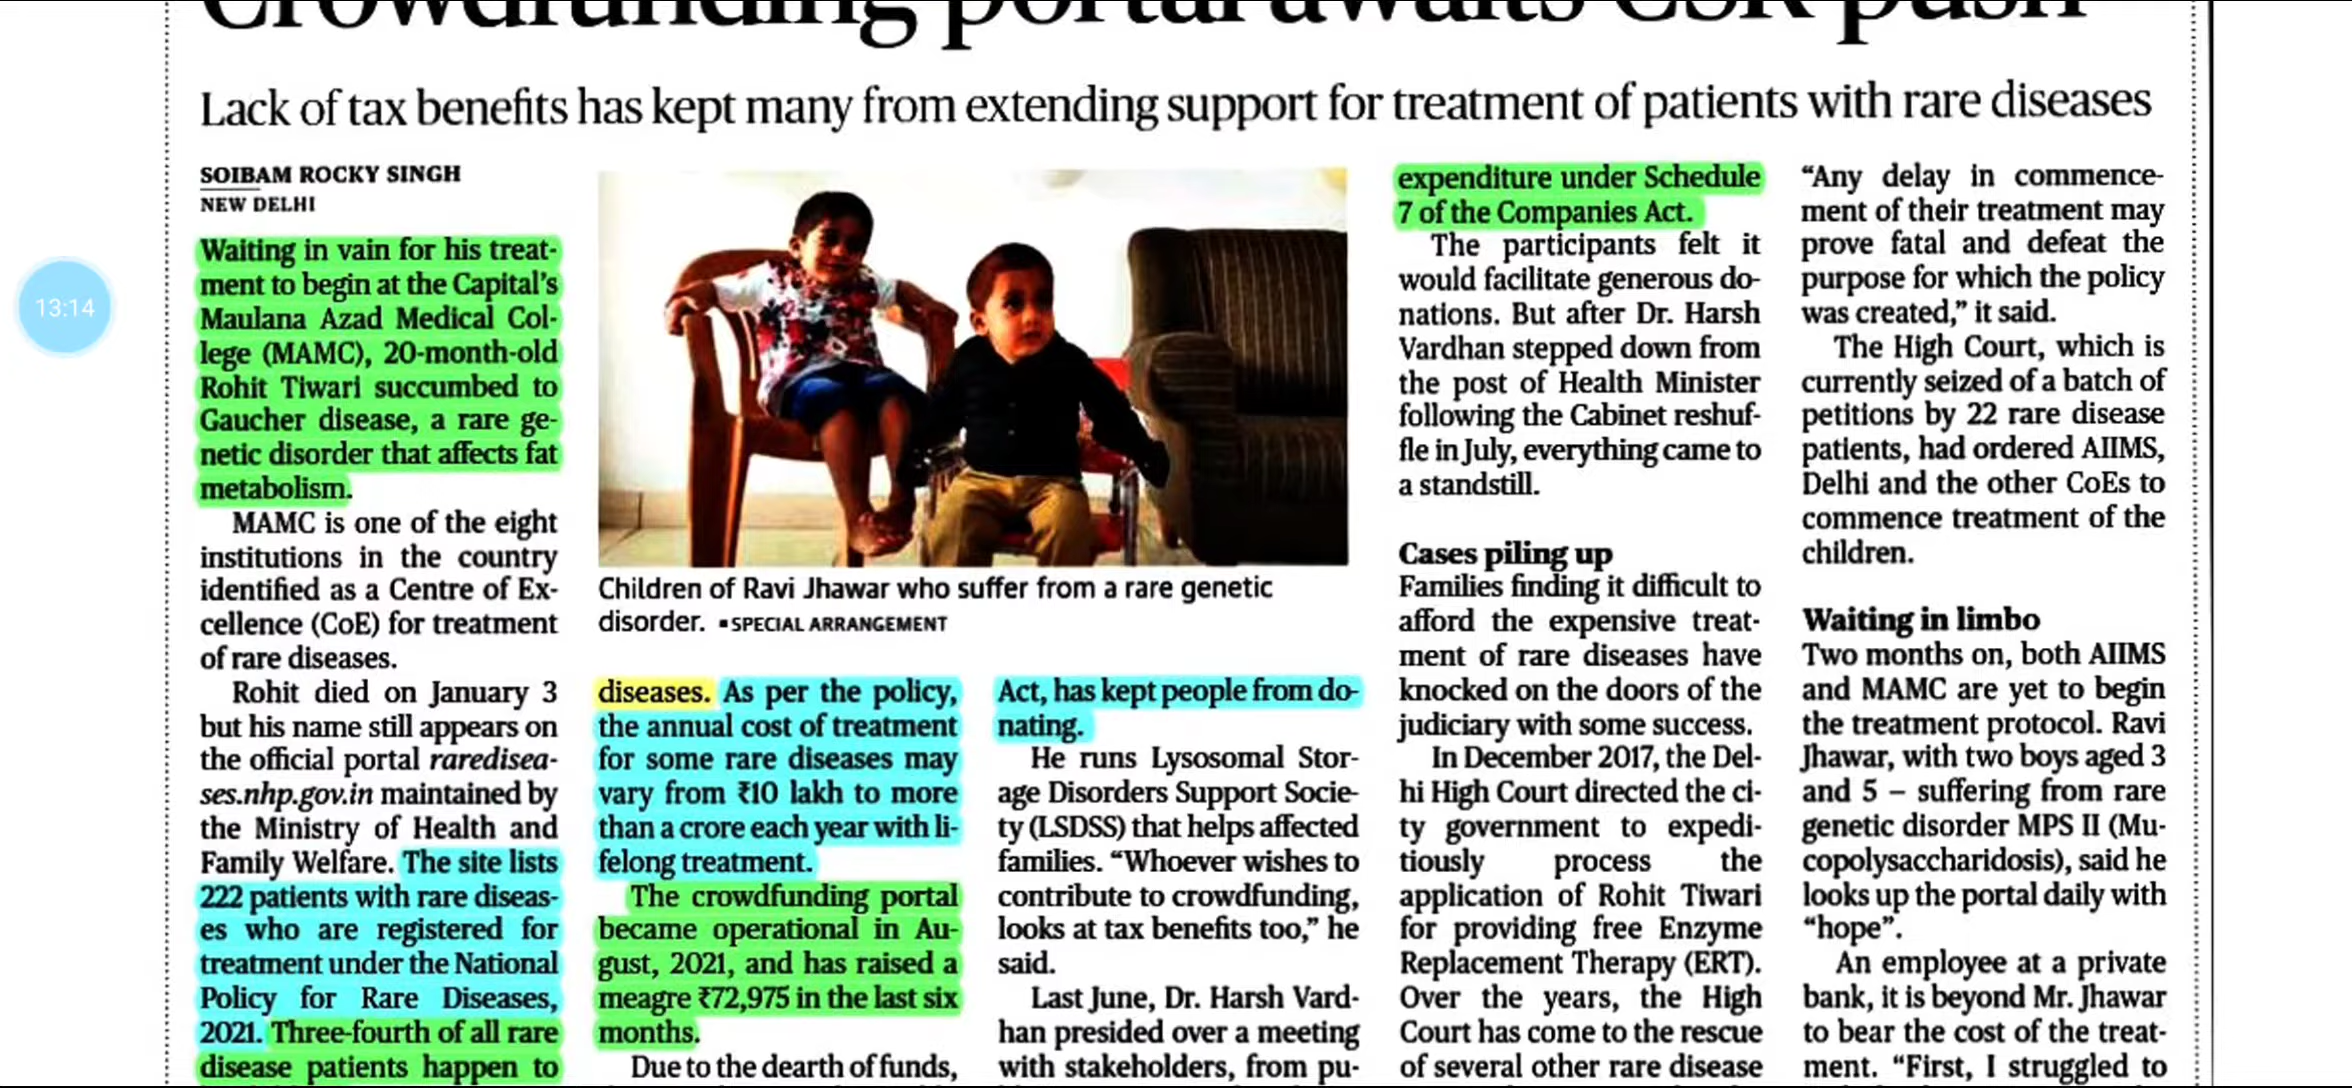 Crowdfunding portal awaits CSR push
Lack of tax benefits has kept many from extending support for treatment of patients with rare diseases
SOIBAM ROCKY SINGH
NEW DELHI
13:14
Waiting in vain for his treat-
ment to begin at the Capital’s
Maulana Azad Medical Col-
lege (MAMC), 20-month-old
Rohit Tiwari succumbed to
Gaucher disease, a rare ge-
netic disorder that affects fat
metabolism.
MAMC is one of the eight
institutions in the country
identified as a Centre of Ex-
cellence (CoE) for treatment
of rare diseases.
Rohit died on January 3
but his name still appears on
the official portal raredisea-
ses.nhp.gov.in maintained by
the Ministry of Health and
Family Welfare. The site lists
222 patients with rare diseas-
es who are registered for
treatment under the National
Policy for Rare Diseases,
2021. Three-fourth of all rare
disease patients happen to
Children of Ravi Jhawar who suffer from a rare genetic
disorder. ▪SPECIAL ARRANGEMENT
diseases. As per the policy,
the annual cost of treatment
for some rare diseases may
vary from ₹10 lakh to more
than a crore each year with li-
felong treatment.
The crowdfunding portal
became operational in Au-
gust, 2021, and has raised a
meagre ₹72,975 in the last six
months.
Due to the dearth of funds,
Act, has kept people from do-
nating.
He runs Lysosomal Stor-
age Disorders Support Socie-
ty (LSDSS) that helps affected
families. “Whoever wishes to
contribute to crowdfunding,
looks at tax benefits too,” he
said.
Last June, Dr. Harsh Vard-
han presided over a meeting
with stakeholders, from pu-
expenditure under Schedule
7 of the Companies Act.
The participants felt it
would facilitate generous do-
nations. But after Dr. Harsh
Vardhan stepped down from
the post of Health Minister
following the Cabinet reshuf-
fle in July, everything came to
a standstill.
Cases piling up
Families finding it difficult to
afford the expensive treat-
ment of rare diseases have
knocked on the doors of the
judiciary with some success.
In December 2017, the Del-
hi High Court directed the ci-
ty government to expedi-
tiously process the
application of Rohit Tiwari
for providing free Enzyme
Replacement Therapy (ERT).
Over the years, the High
Court has come to the rescue
of several other rare disease
“Any delay in commence-
ment of their treatment may
prove fatal and defeat the
purpose for which the policy
was created,” it said.
The High Court, which is
currently seized of a batch of
petitions by 22 rare disease
patients, had ordered AIIMS,
Delhi and the other CoEs to
commence treatment of the
children.
Waiting in limbo
Two months on, both AIIMS
and MAMC are yet to begin
the treatment protocol. Ravi
Jhawar, with two boys aged 3
and 5 – suffering from rare
genetic disorder MPS II (Mu-
copolysaccharidosis), said he
looks up the portal daily with
“hope”.
An employee at a private
bank, it is beyond Mr. Jhawar
to bear the cost of the treat-
ment. “First, I struggled to